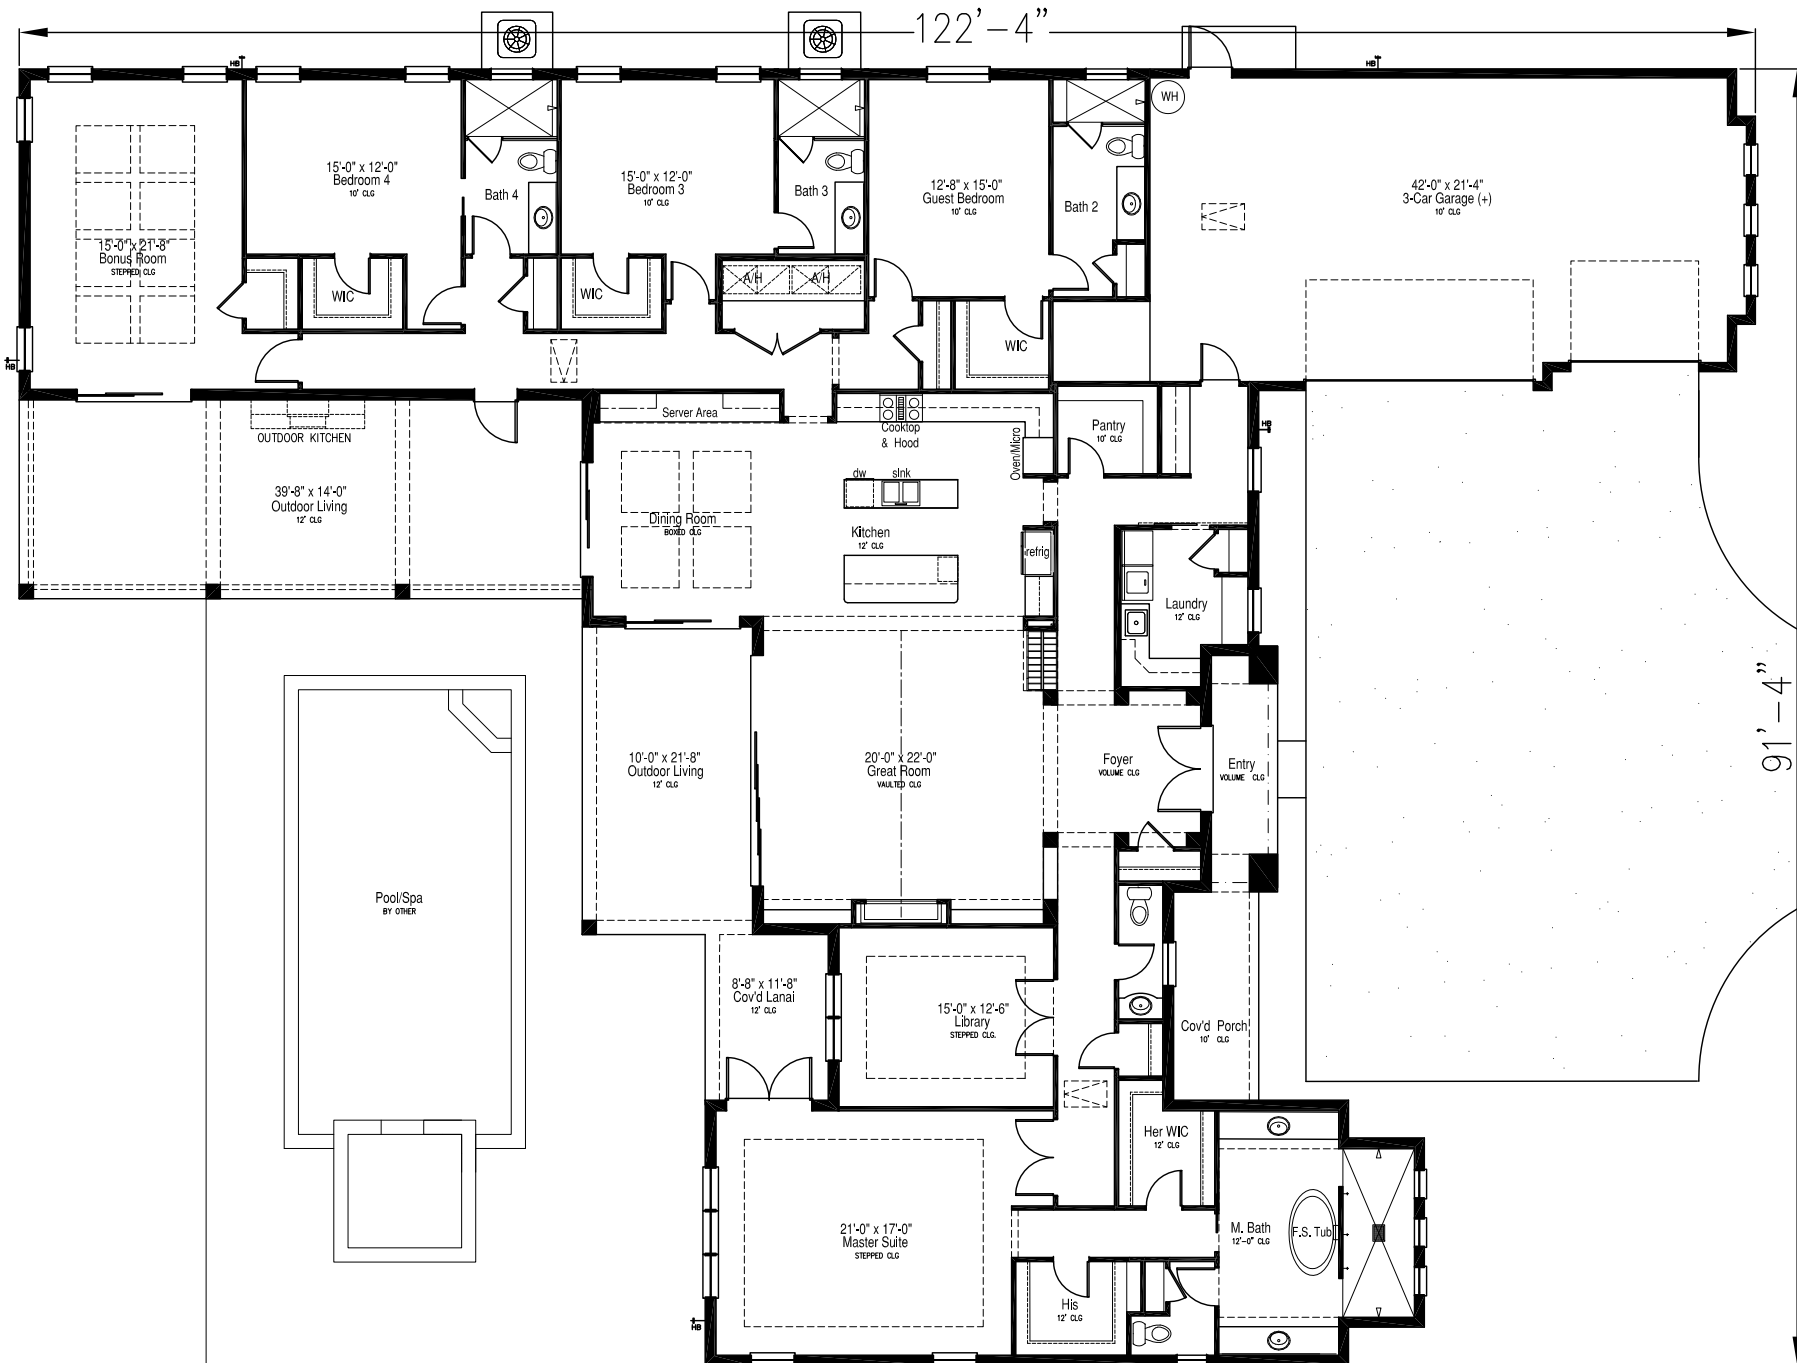 122'-4"
HB
HB
WH
15'-0" x 12'-0"
Bedroom 4
10' CLG
Bath 4
15'-0" x 12'-0"
Bedroom 3
10' CLG
Bath 3
12'-8" x 15'-0"
Guest Bedroom
10' CLG
Bath 2
42'-0" x 21'-4"
3-Car Garage (+)
10' CLG
15'-0" x 21'-8"
Bonus Room
STEPPED CLG
WIC
WIC
A/H
A/H
WIC
HB
Server Area
Cooktop
& Hood
Oven/Micro
Pantry
10' CLG
HB
OUTDOOR KITCHEN
39'-8" x 14'-0"
Outdoor Living
12' CLG
dw
sink
Dining Room
BOXED CLG
Kitchen
12' CLG
refrig
Laundry
12' CLG
91'-4"
10'-0" x 21'-8"
Outdoor Living
12' CLG
20'-0" x 22'-0"
Great Room
VAULTED CLG
Foyer
VOLUME CLG
Entry
VOLUME CLG
Pool/Spa
BY OTHER
8'-8" x 11'-8"
Cov'd Lanai
12' CLG
15'-0" x 12'-6"
Library
STEPPED CLG.
Cov'd Porch
10' CLG
Her WIC
12' CLG
21'-0" x 17'-0"
Master Suite
STEPPED CLG
M. Bath
12'-0" CLG
F.S. Tub
His
12' CLG
HB